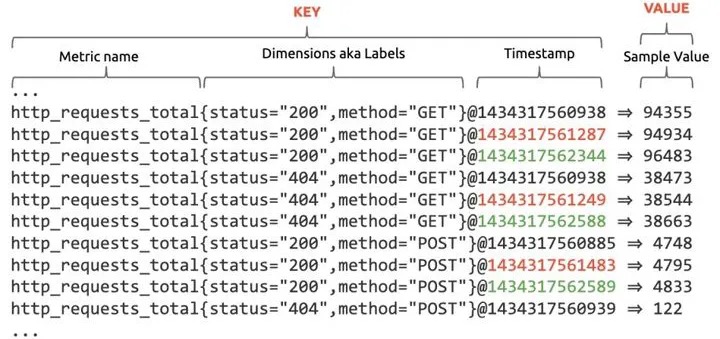 KEY VALUE
Metric name Dimensions aka Labels Timestamp Sample Value
...
http_requests_total{status="200",method="GET"}@1434317560938 ⇒ 94355
http_requests_total{status="200",method="GET"}@1434317561287 ⇒ 94934
http_requests_total{status="200",method="GET"}@1434317562344 ⇒ 96483
http_requests_total{status="404",method="GET"}@1434317560938 ⇒ 38473
http_requests_total{status="404",method="GET"}@1434317561249 ⇒ 38544
http_requests_total{status="404",method="GET"}@1434317562588 ⇒ 38663
http_requests_total{status="200",method="POST"}@1434317560885 ⇒ 4748
http_requests_total{status="200",method="POST"}@1434317561483 ⇒ 4795
http_requests_total{status="200",method="POST"}@1434317562589 ⇒ 4833
http_requests_total{status="404",method="POST"}@1434317560939 ⇒ 122
...